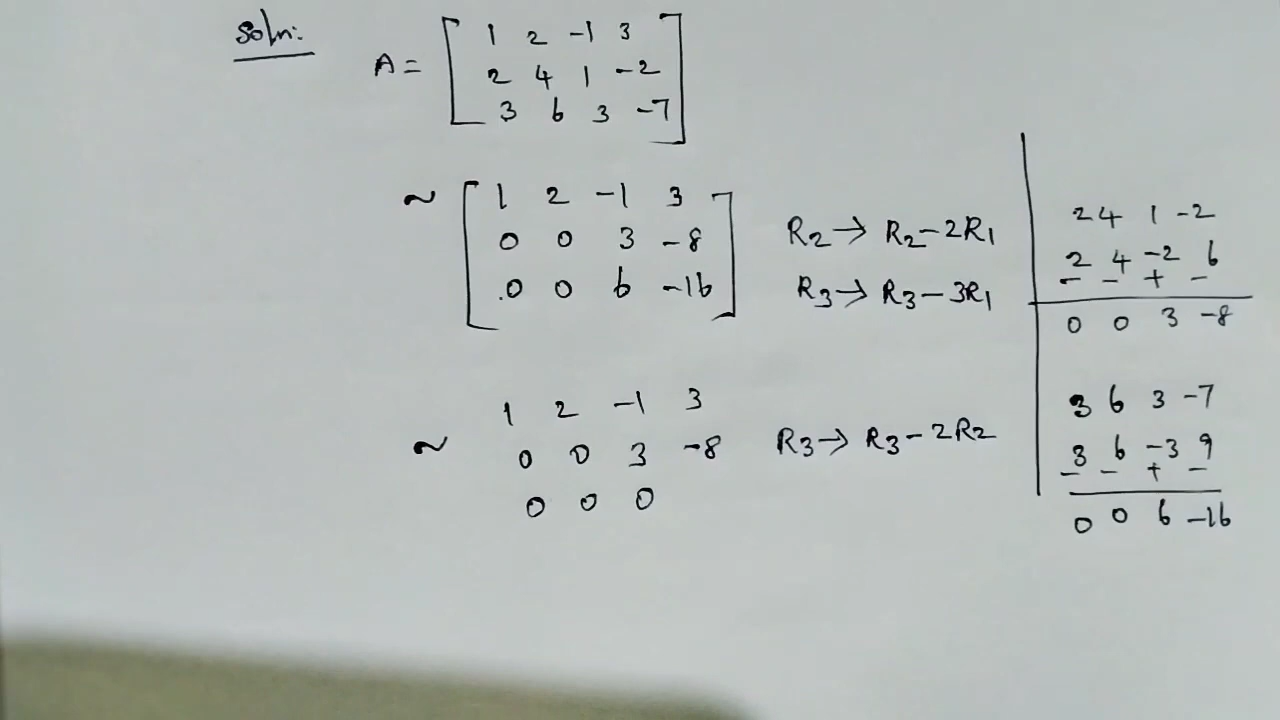 Soln:
A = [ 1 2 -1 3
2 4 1 -2
3 6 3 -7 ]
~ [ 1 2 -1 3
0 0 3 -8
0 0 6 -16 ]
R2 → R2 - 2R1
R3 → R3 - 3R1
~ 1 2 -1 3
0 0 3 -8
0 0 0
R3 → R3 - 2R2
2 4 1 -2
2 4 -2 6
- - + -
0 0 3 -8
3 6 3 -7
3 6 -3 9
- - + -
0 0 6 -16